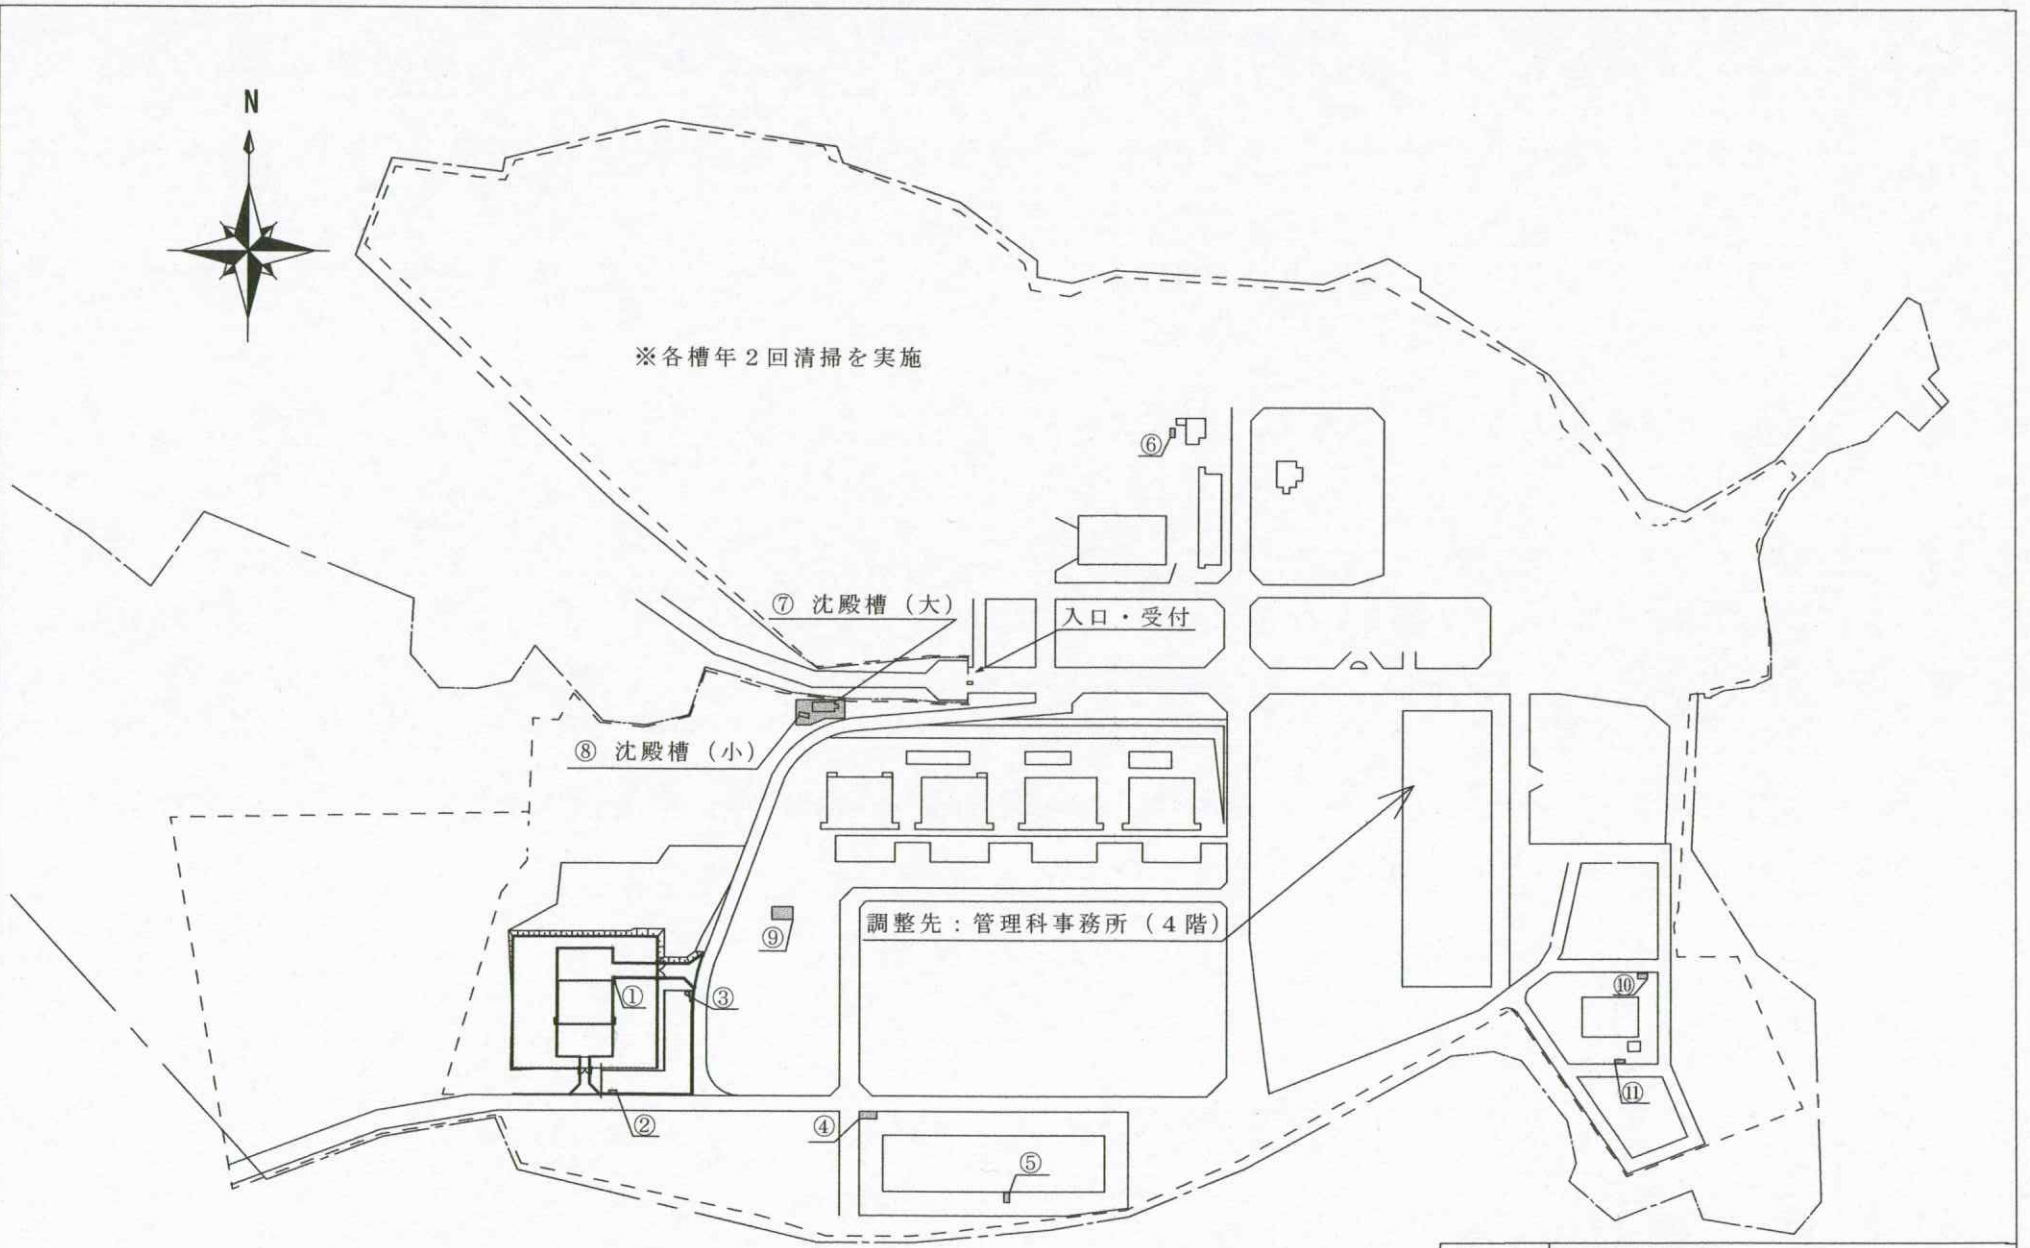 N
※各槽年2回清掃を実施
⑥
⑦ 沈殿槽（大）
入口・受付
⑧ 沈殿槽（小）
⑨
調整先：管理科事務所（4階）
①
③
⑩
②
④
⑤
⑪